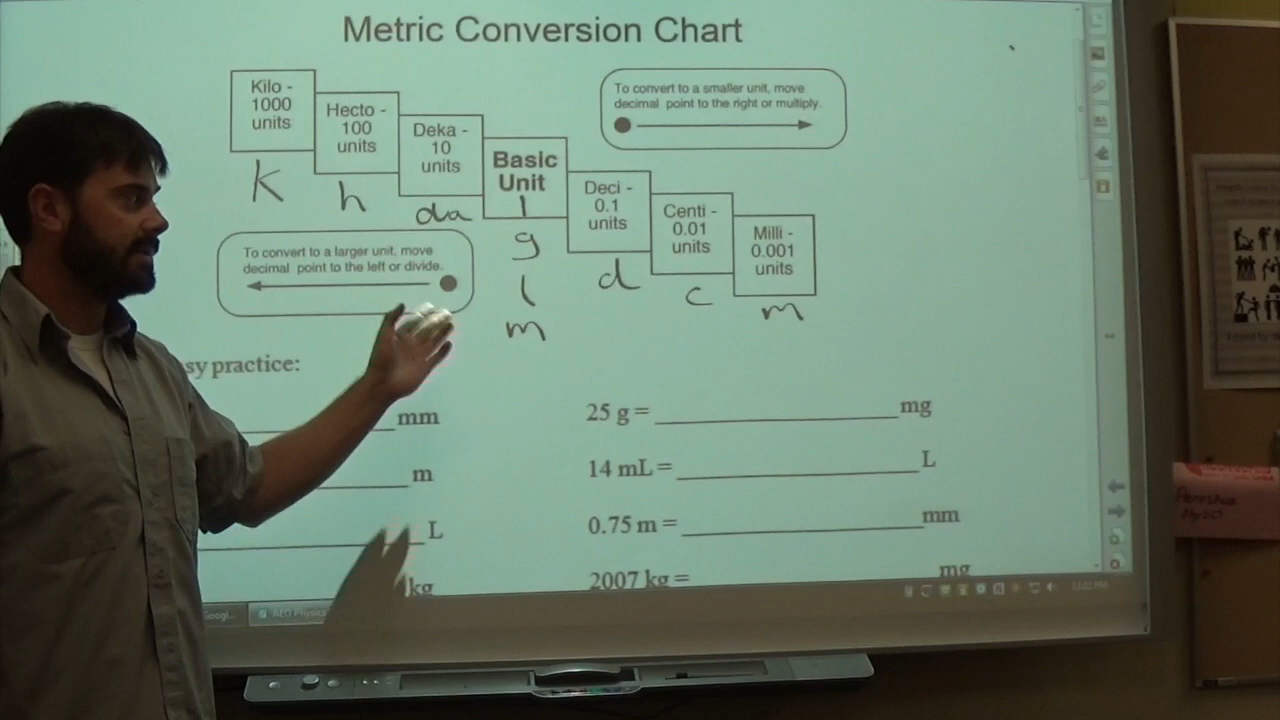 Metric Conversion Chart
Kilo -
1000
units
Hecto -
100
units
Deka -
10
units
Basic
Unit
1
Deci -
0.1
units
Centi -
0.01
units
Milli -
0.001
units
k
h
da
g
l
m
d
c
m
To convert to a smaller unit, move
decimal point to the right or multiply.
To convert to a larger unit, move
decimal point to the left or divide.
sy practice:
mm
m
L
kg
25 g = mg
14 mL = L
0.75 m = mm
2007 kg = mg